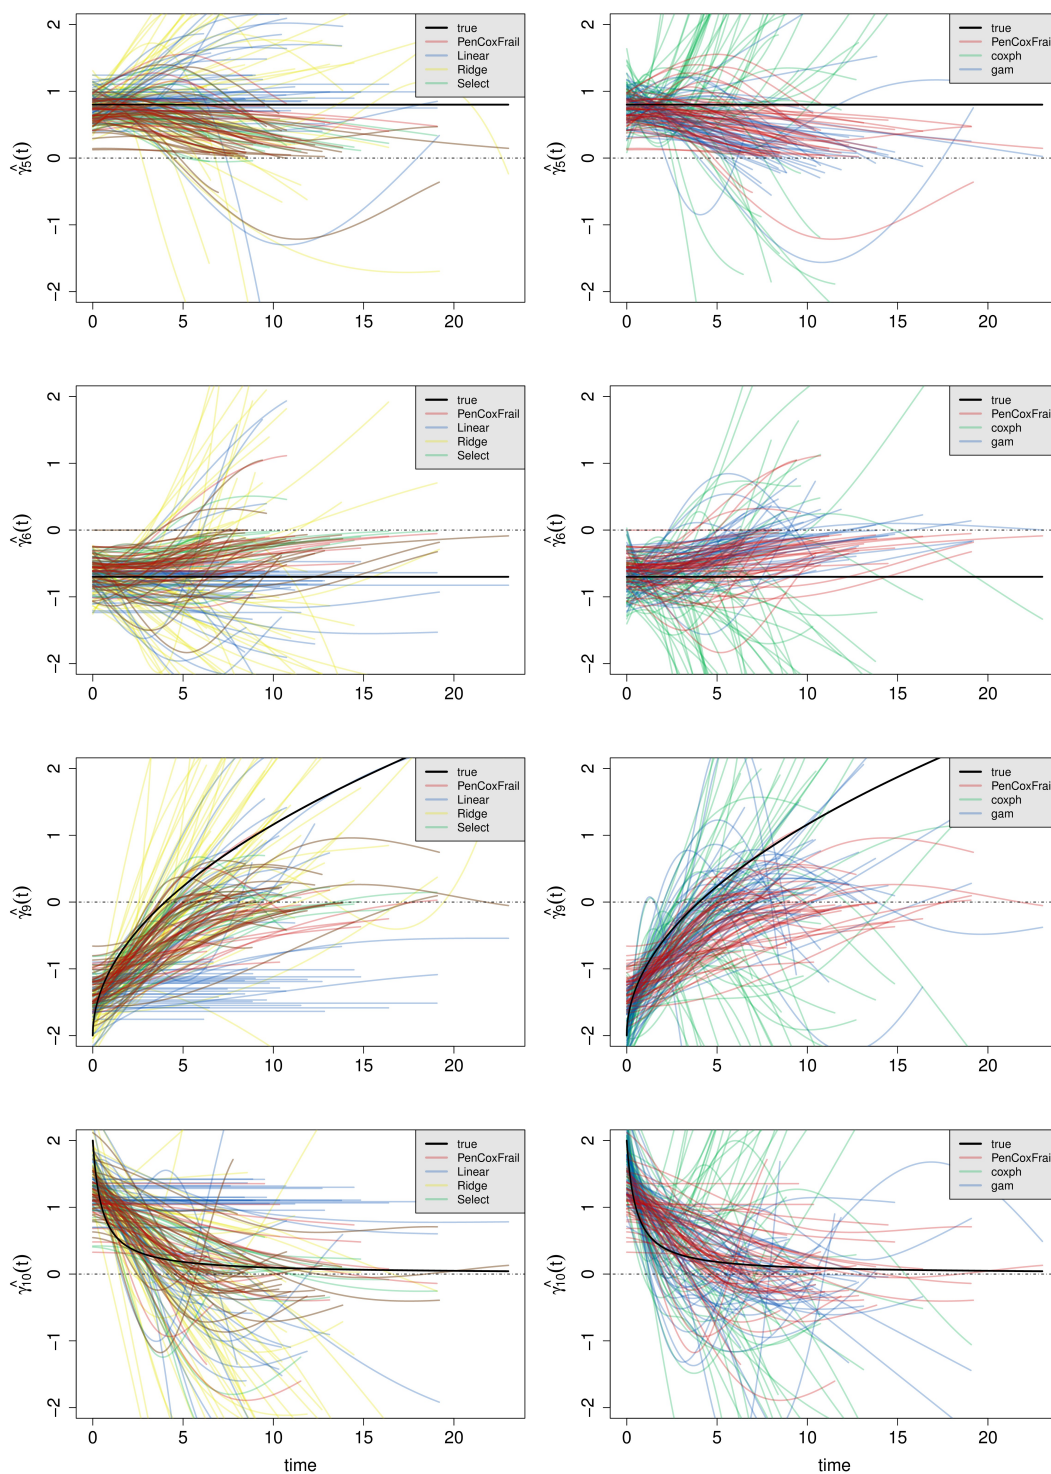 2
1
0
−1
−2
γ̂5(t)
0
5
10
15
20
true
PenCoxFrail
Linear
Ridge
Select
2
1
0
−1
−2
γ̂5(t)
0
5
10
15
20
true
PenCoxFrai
coxph
gam
2
1
0
−1
−2
γ̂6(t)
0
5
10
15
20
true
PenCoxFrail
Linear
Ridge
Select
2
1
0
−1
−2
γ̂6(t)
0
5
10
15
20
true
PenCoxFrai
coxph
gam
2
1
0
−1
−2
γ̂9(t)
0
5
10
15
20
true
PenCoxFrail
Linear
Ridge
Select
2
1
0
−1
−2
γ̂9(t)
0
5
10
15
20
true
PenCoxFrai
coxph
gam
2
1
0
−1
−2
γ̂10(t)
0
5
10
15
20
time
true
PenCoxFrail
Linear
Ridge
Select
2
1
0
−1
−2
γ̂10(t)
0
5
10
15
20
time
true
PenCoxFrai
coxph
gam